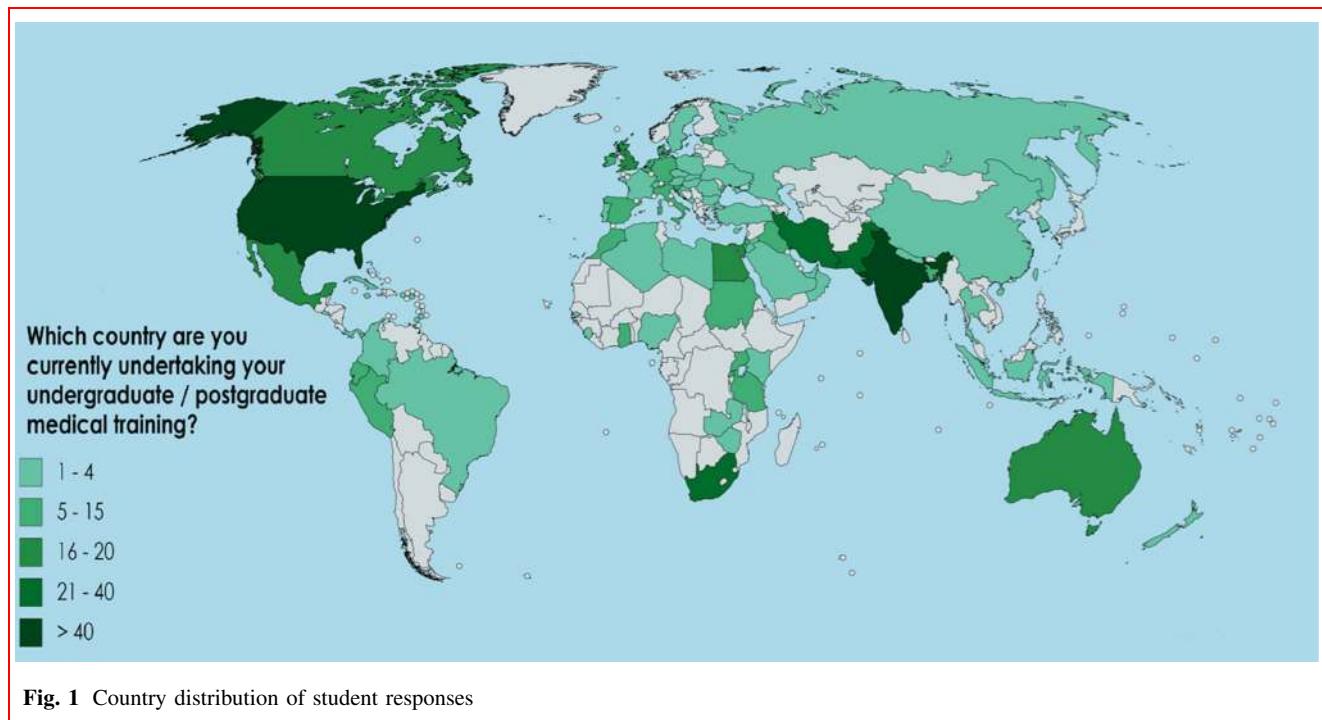 Which country are you
currently undertaking your
undergraduate / postgraduate
medical training?
1 - 4
5 - 15
16 - 20
21 - 40
> 40
Fig. 1 Country distribution of student responses